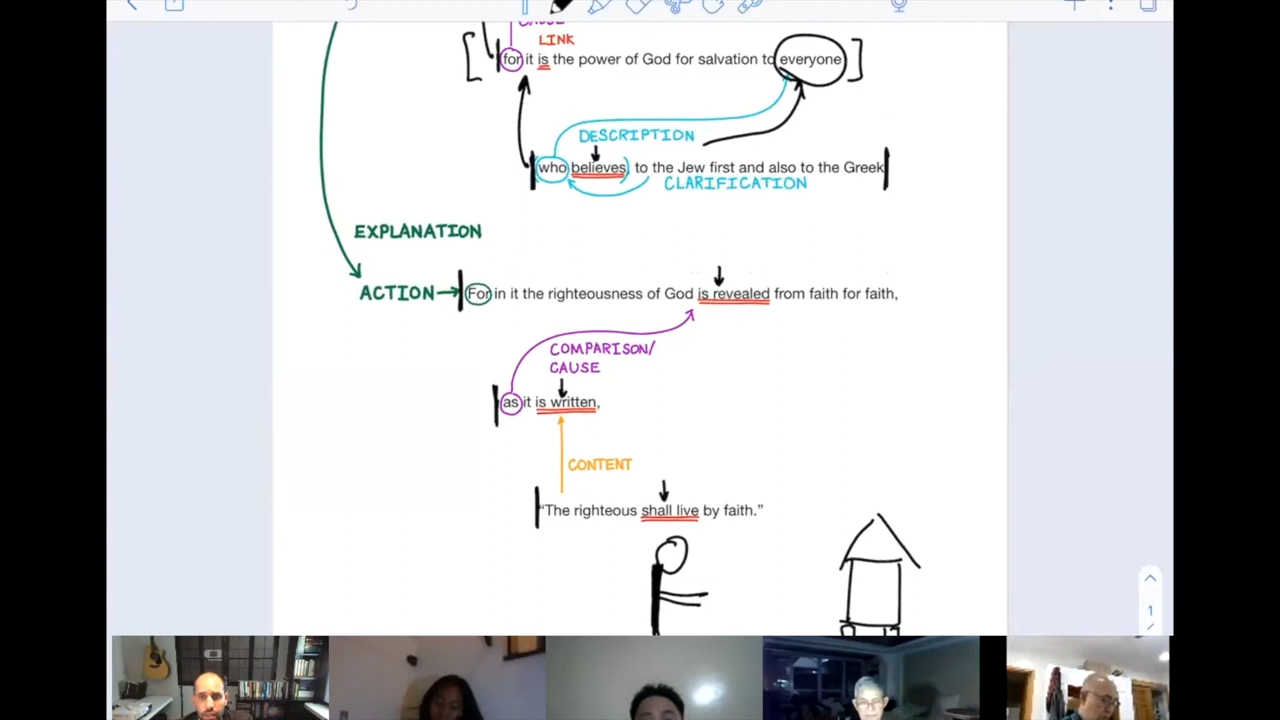 CAUSE
LINK
[for it is the power of God for salvation to everyone]
DESCRIPTION
(who believes), to the Jew first and also to the Greek
CLARIFICATION
EXPLANATION
ACTION→ For in it the righteousness of God is revealed from faith for faith,
COMPARISON/
CAUSE
as it is written,
CONTENT
“The righteous shall live by faith.”
1